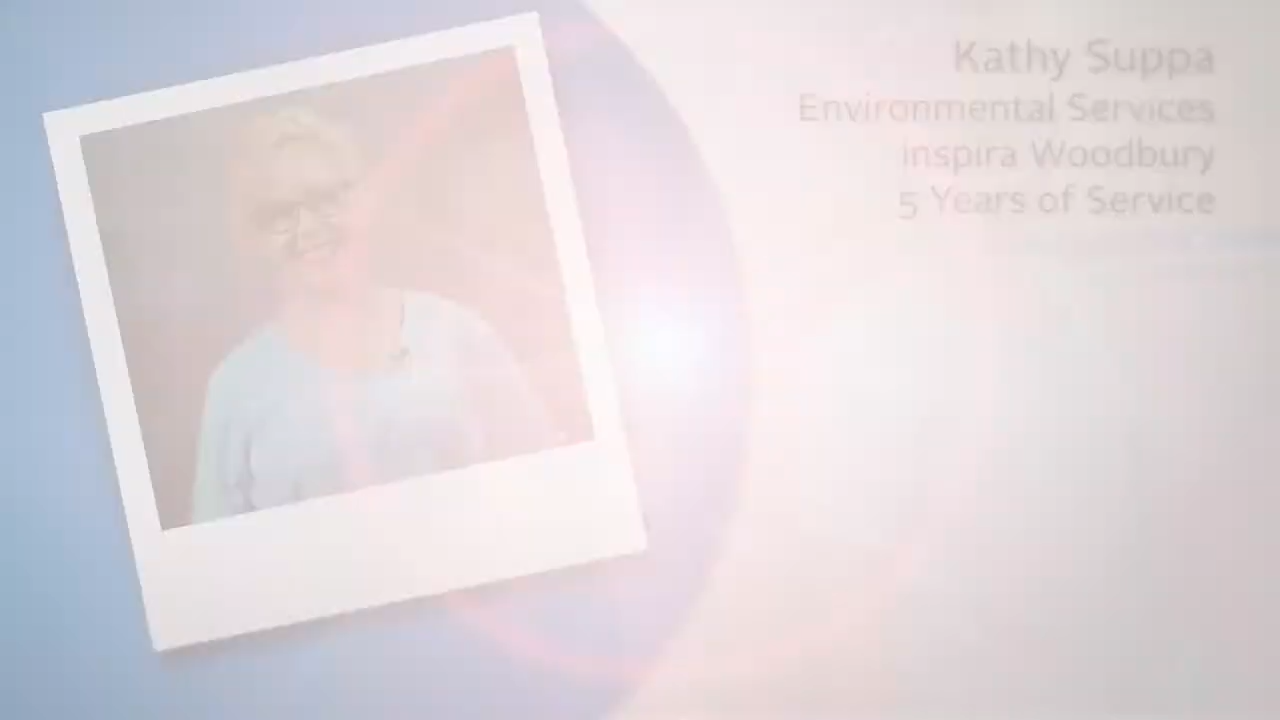 Kathy Suppa
Environmental Services
inspira Woodbury
5 Years of Service